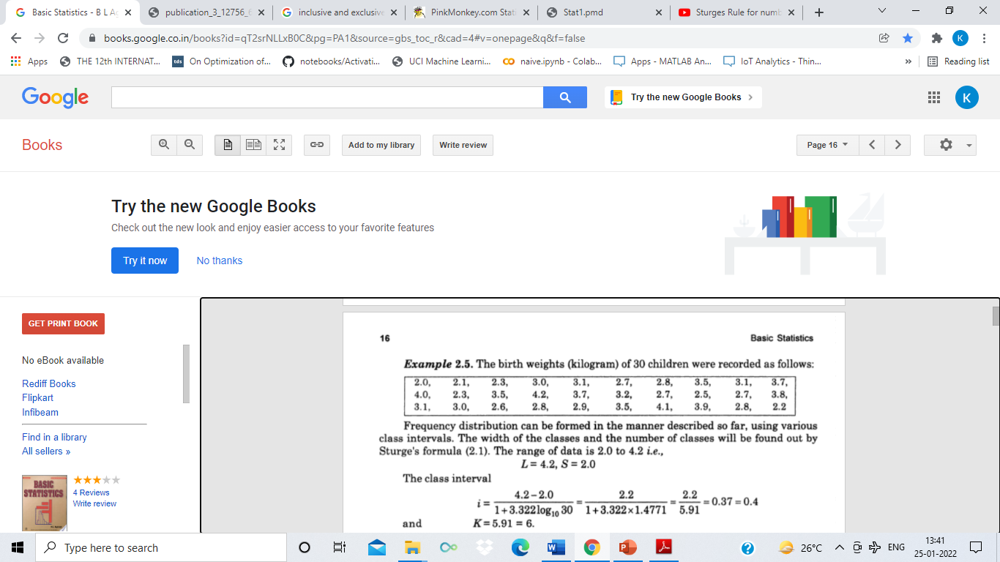 Basic Statistics - B L Ag
publication_3_12756_6
inclusive and exclusive
PinkMonkey.com Stati
Stat1.pmd
Sturges Rule for numb
books.google.co.in/books?id=qT2srNLLxB0C&pg=PA1&source=gbs_toc_r&cad=4#v=onepage&q&f=false
K
Apps
THE 12th INTERNAT...
tds
On Optimization of...
notebooks/Activati...
UCI Machine Learni...
naive.ipynb - Colab...
Apps - MATLAB An...
IoT Analytics - Thin...
»
Reading list
Google
Try the new Google Books
K
Books
Add to my library
Write review
Page 16
Try the new Google Books
Check out the new look and enjoy easier access to your favorite features
Try it now
No thanks
GET PRINT BOOK
No eBook available
Rediff Books
Flipkart
Infibeam
Find in a library
All sellers »
BASIC
STATISTICS
4 Reviews
Write review
16 Basic Statistics
Example 2.5. The birth weights (kilogram) of 30 children were recorded as follows:
2.0, 2.1, 2.3, 3.0, 3.1, 2.7, 2.8, 3.5, 3.1, 3.7,
4.0, 2.3, 3.5, 4.2, 3.7, 3.2, 2.7, 2.5, 2.7, 3.8,
3.1, 3.0, 2.6, 2.8, 2.9, 3.5, 4.1, 3.9, 2.8, 2.2
Frequency distribution can be formed in the manner described so far, using various
class intervals. The width of the classes and the number of classes will be found out by
Sturge's formula (2.1). The range of data is 2.0 to 4.2 i.e.,
L = 4.2, S = 2.0
The class interval
i = 4.2 – 2.0 / 1 + 3.322 log₁₀ 30 = 2.2 / 1 + 3.322 × 1.4771 = 2.2 / 5.91 = 0.37 = 0.4
and K = 5.91 = 6.
Type here to search
26°C
ENG
13:41
25-01-2022